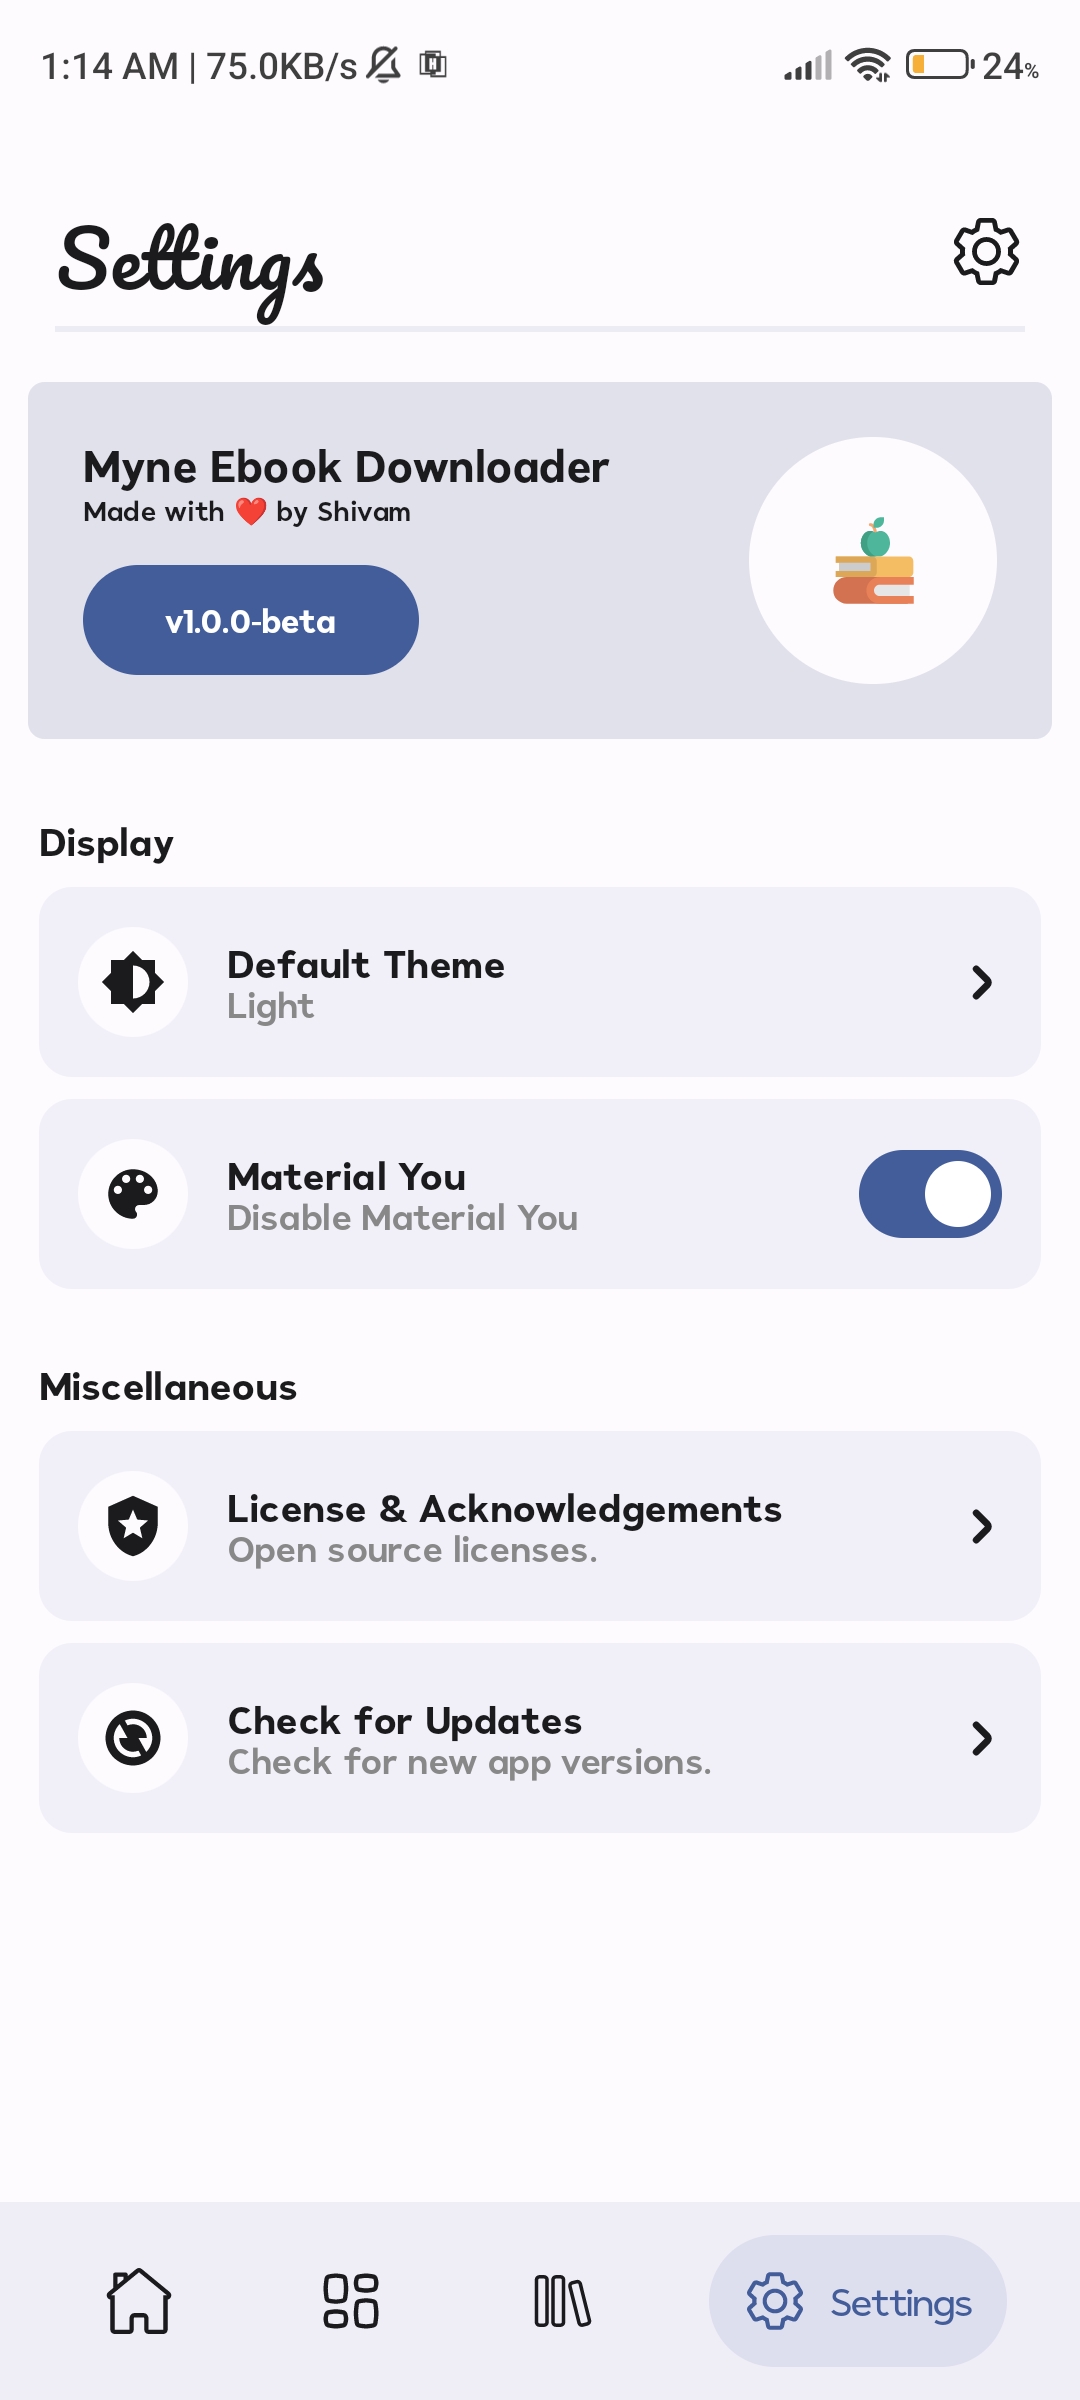 1:14 AM | 75.0KB/s
24%
Settings
Myne Ebook Downloader
Made with ❤️ by Shivam
v1.0.0-beta
Display
Default Theme
Light
Material You
Disable Material You
Miscellaneous
License & Acknowledgements
Open source licenses.
Check for Updates
Check for new app versions.
Settings